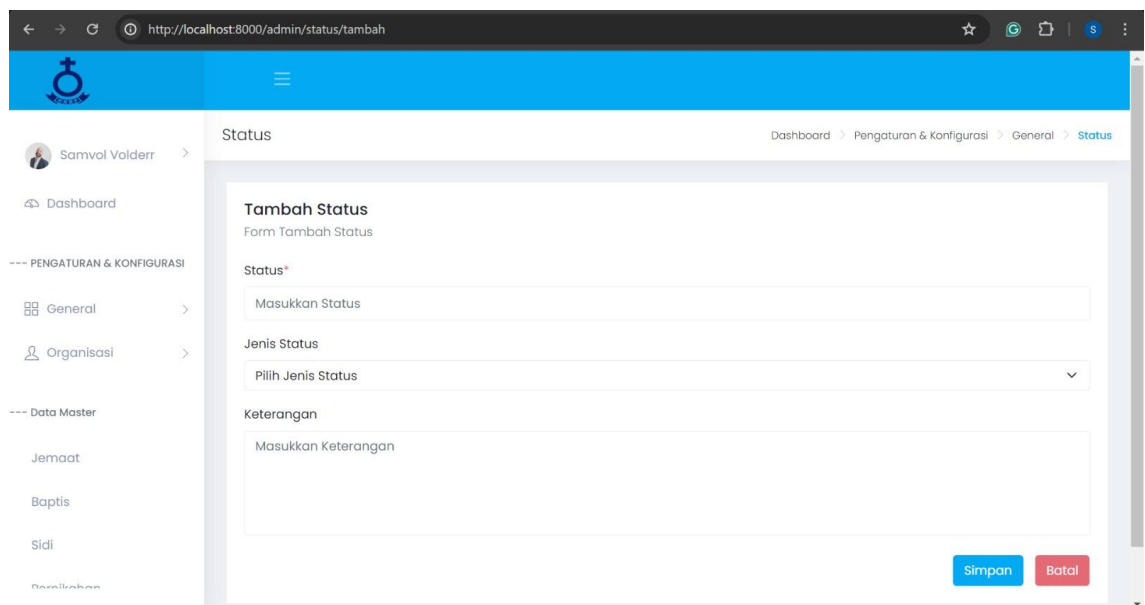 http://localhost:8000/admin/status/tambah
S
Samvol Volderr
Dashboard
--- PENGATURAN & KONFIGURASI
General
Organisasi
--- Data Master
Jemaat
Baptis
Sidi
Pernikahan
Status
Dashboard > Pengaturan & Konfigurasi > General > Status
Tambah Status
Form Tambah Status
Status*
Masukkan Status
Jenis Status
Pilih Jenis Status
Keterangan
Masukkan Keterangan
Simpan
Batal